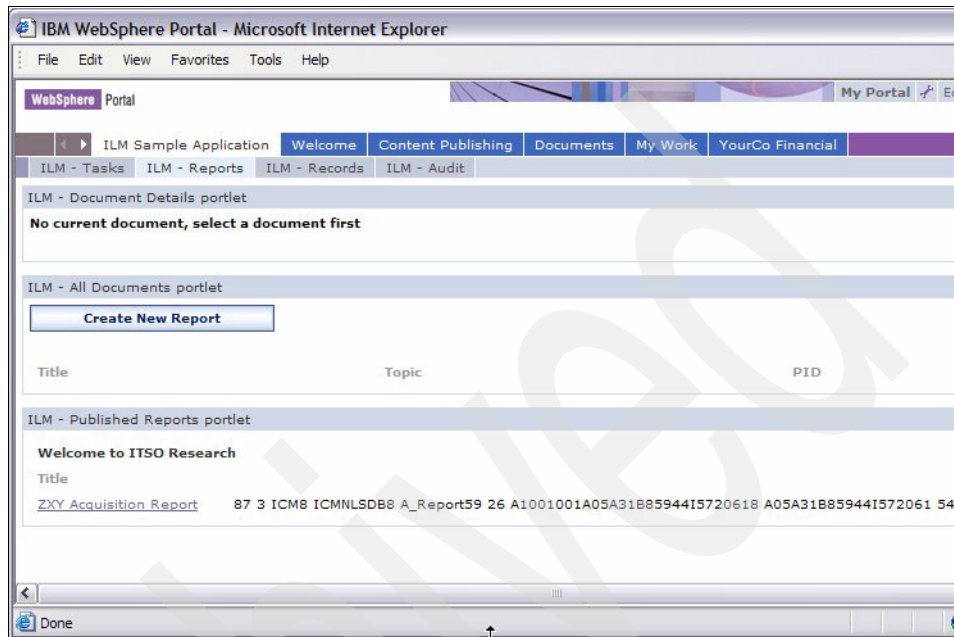 IBM WebSphere Portal - Microsoft Internet Explorer
File Edit View Favorites Tools Help
WebSphere Portal
My Portal
ILM Sample Application Welcome Content Publishing Documents My Work YourCo Financial
ILM - Tasks ILM - Reports ILM - Records ILM - Audit
ILM - Document Details portlet
No current document, select a document first
ILM - All Documents portlet
Create New Report
Title Topic PID
ILM - Published Reports portlet
Welcome to ITSO Research
Title
ZXY Acquisition Report 87 3 ICM8 ICMNLSDB8 A_Report59 26 A1001001A05A31B85944I5720618 A05A31B85944I572061 54
Done